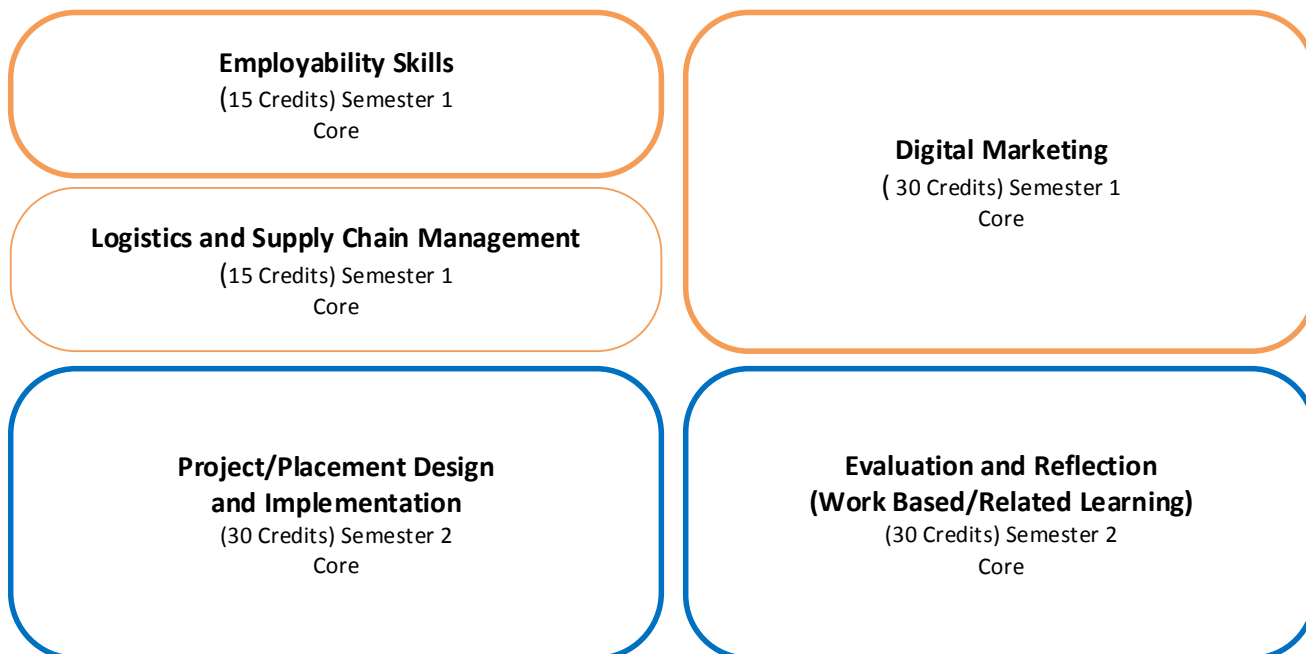 Employability Skills
(15 Credits) Semester 1
Core
Logistics and Supply Chain Management
(15 Credits) Semester 1
Core
Digital Marketing
( 30 Credits) Semester 1
Core
Project/Placement Design
and Implementation
(30 Credits) Semester 2
Core
Evaluation and Reflection
(Work Based/Related Learning)
(30 Credits) Semester 2
Core